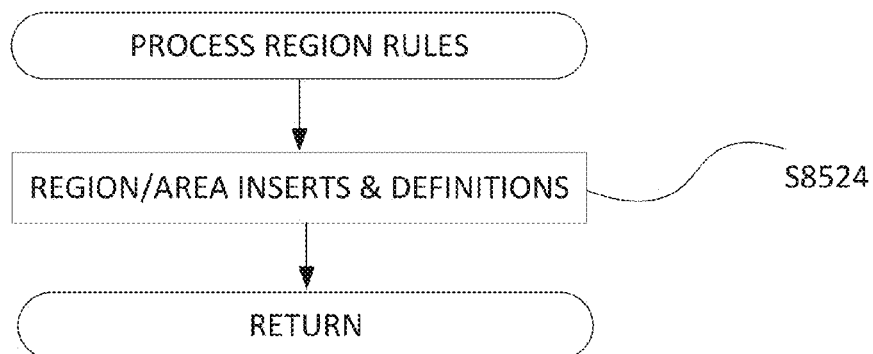 PROCESS REGION RULES
REGION/AREA INSERTS & DEFINITIONS
S8524
RETURN